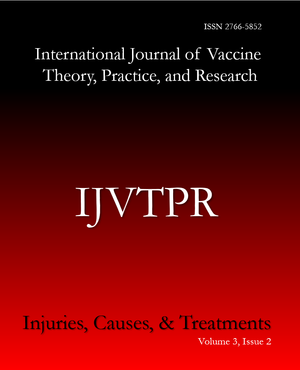 ISSN 2766-5852
International Journal of Vaccine
Theory, Practice, and Research
IJVTPR
Injuries, Causes, & Treatments
Volume 3, Issue 2